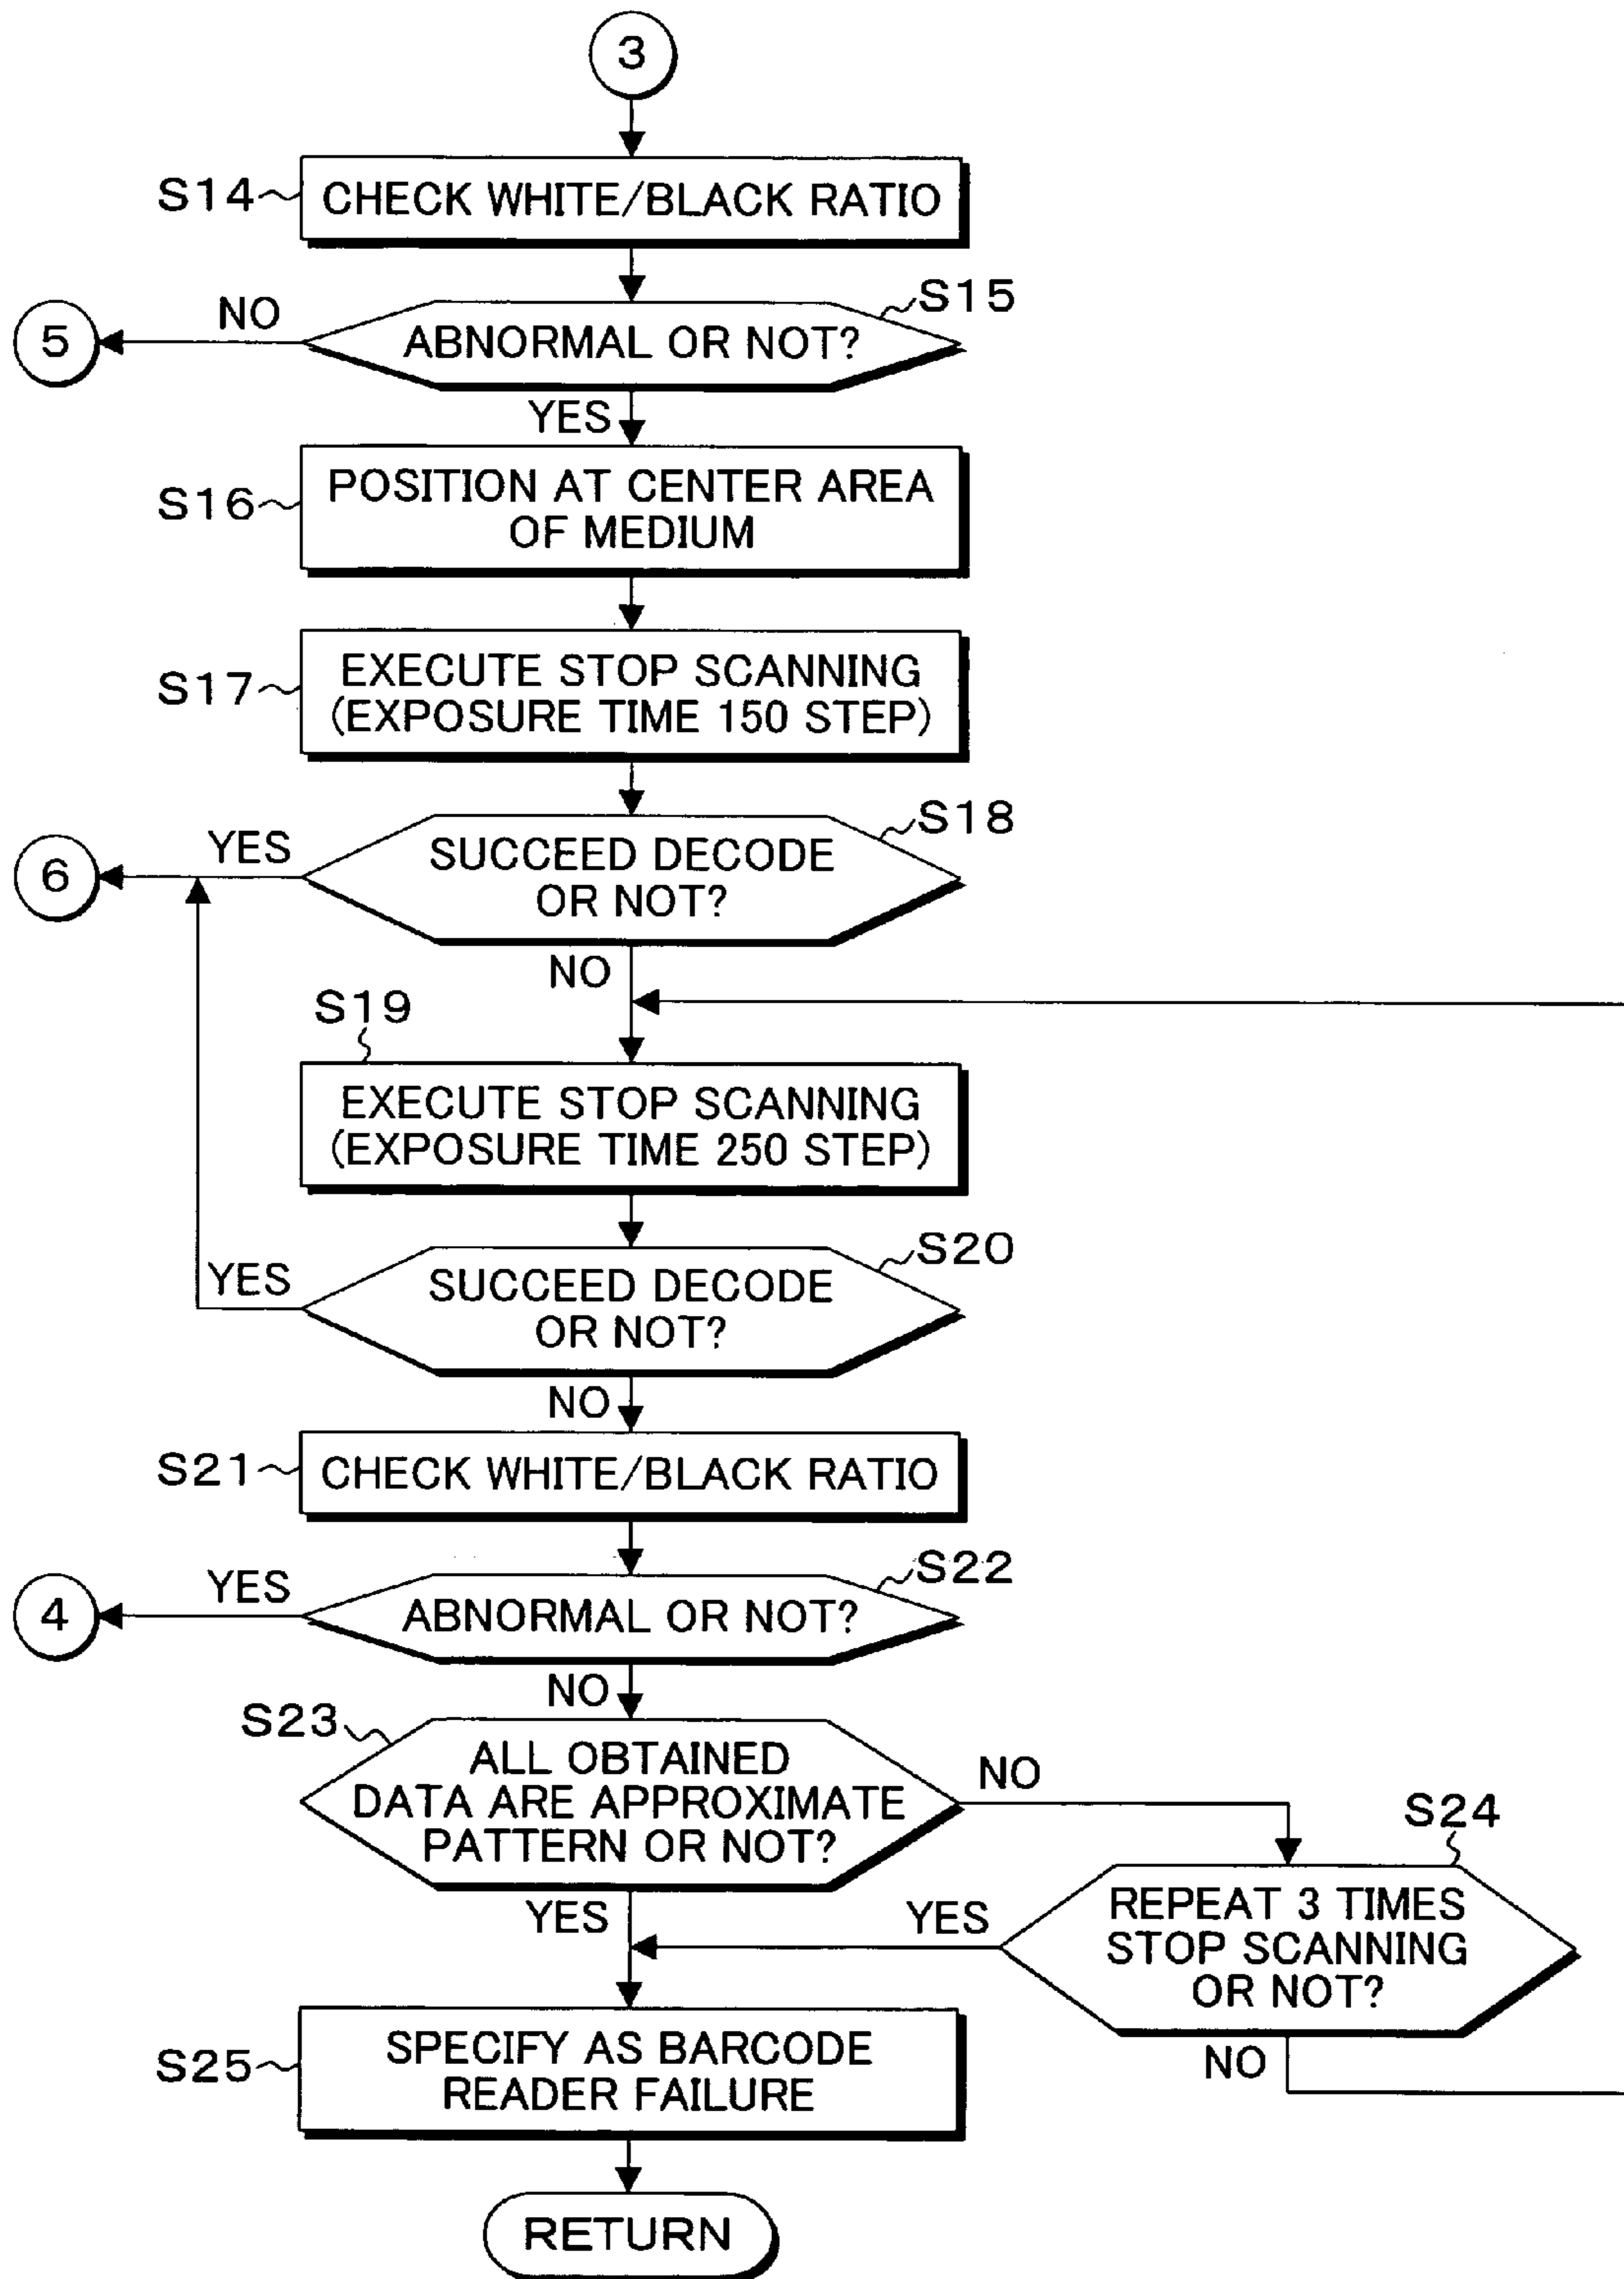 3
S14
CHECK WHITE/BLACK RATIO
S15
NO
5
ABNORMAL OR NOT?
YES
S16
POSITION AT CENTER AREA
OF MEDIUM
S17
EXECUTE STOP SCANNING
(EXPOSURE TIME 150 STEP)
S18
YES
6
SUCCEED DECODE
OR NOT?
NO
S19
EXECUTE STOP SCANNING
(EXPOSURE TIME 250 STEP)
S20
YES
SUCCEED DECODE
OR NOT?
NO
S21
CHECK WHITE/BLACK RATIO
S22
YES
4
ABNORMAL OR NOT?
NO
S23
ALL OBTAINED
DATA ARE APPROXIMATE
PATTERN OR NOT?
NO
S24
YES
YES
REPEAT 3 TIMES
STOP SCANNING
OR NOT?
NO
S25
SPECIFY AS BARCODE
READER FAILURE
RETURN